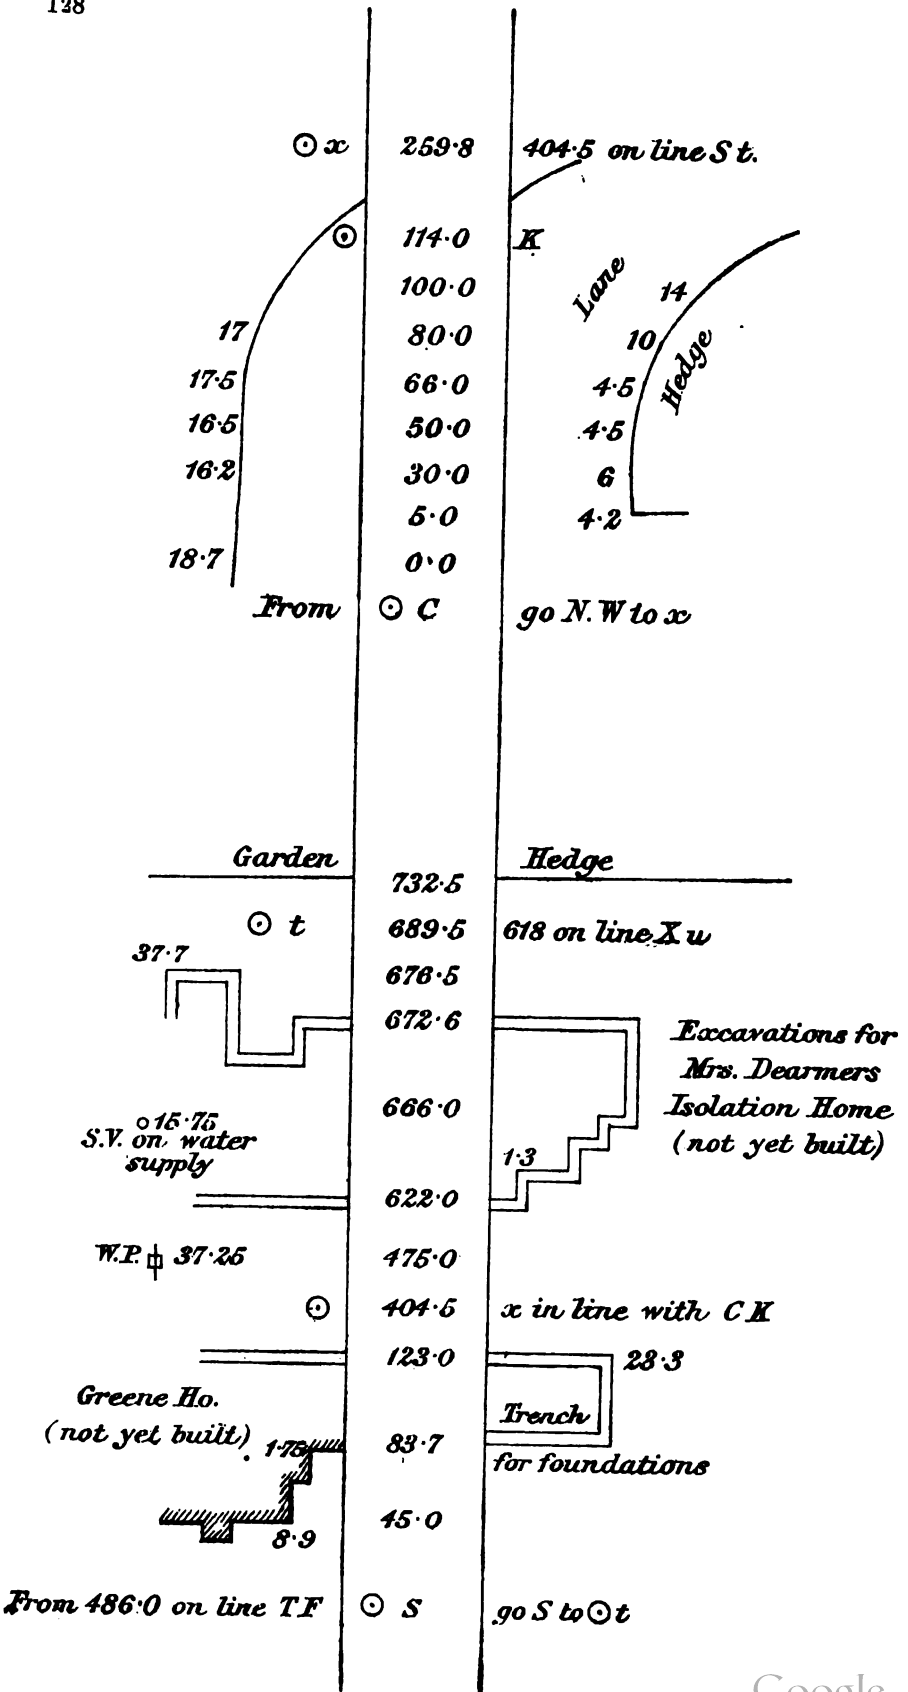 128
⊙ x 259·8 404·5 on line S t.
⊙ 114·0 K
100·0 Lane 14
17 80·0 10 Hedge
17·5 66·0 4·5
16·5 50·0 4·5
16·2 30·0 6
5·0 4·2
18·7 0·0
From ⊙ C go N.W to x
Garden Hedge
732·5
⊙ t 689·5 618 on line X u
37·7 676·5
672·6 Excavations for
Mrs. Dearmers
666·0 Isolation Home
15·75 (not yet built)
S.V. on water
supply 1·3
622·0
W.P. 37·25 475·0
⊙ 404·5 x in line with C K
123·0 23·3
Greene Ho. Trench
(not yet built) 1·75 83·7 for foundations
45·0
8·9
From 486·0 on line T F ⊙ S go S to ⊙ t
Google